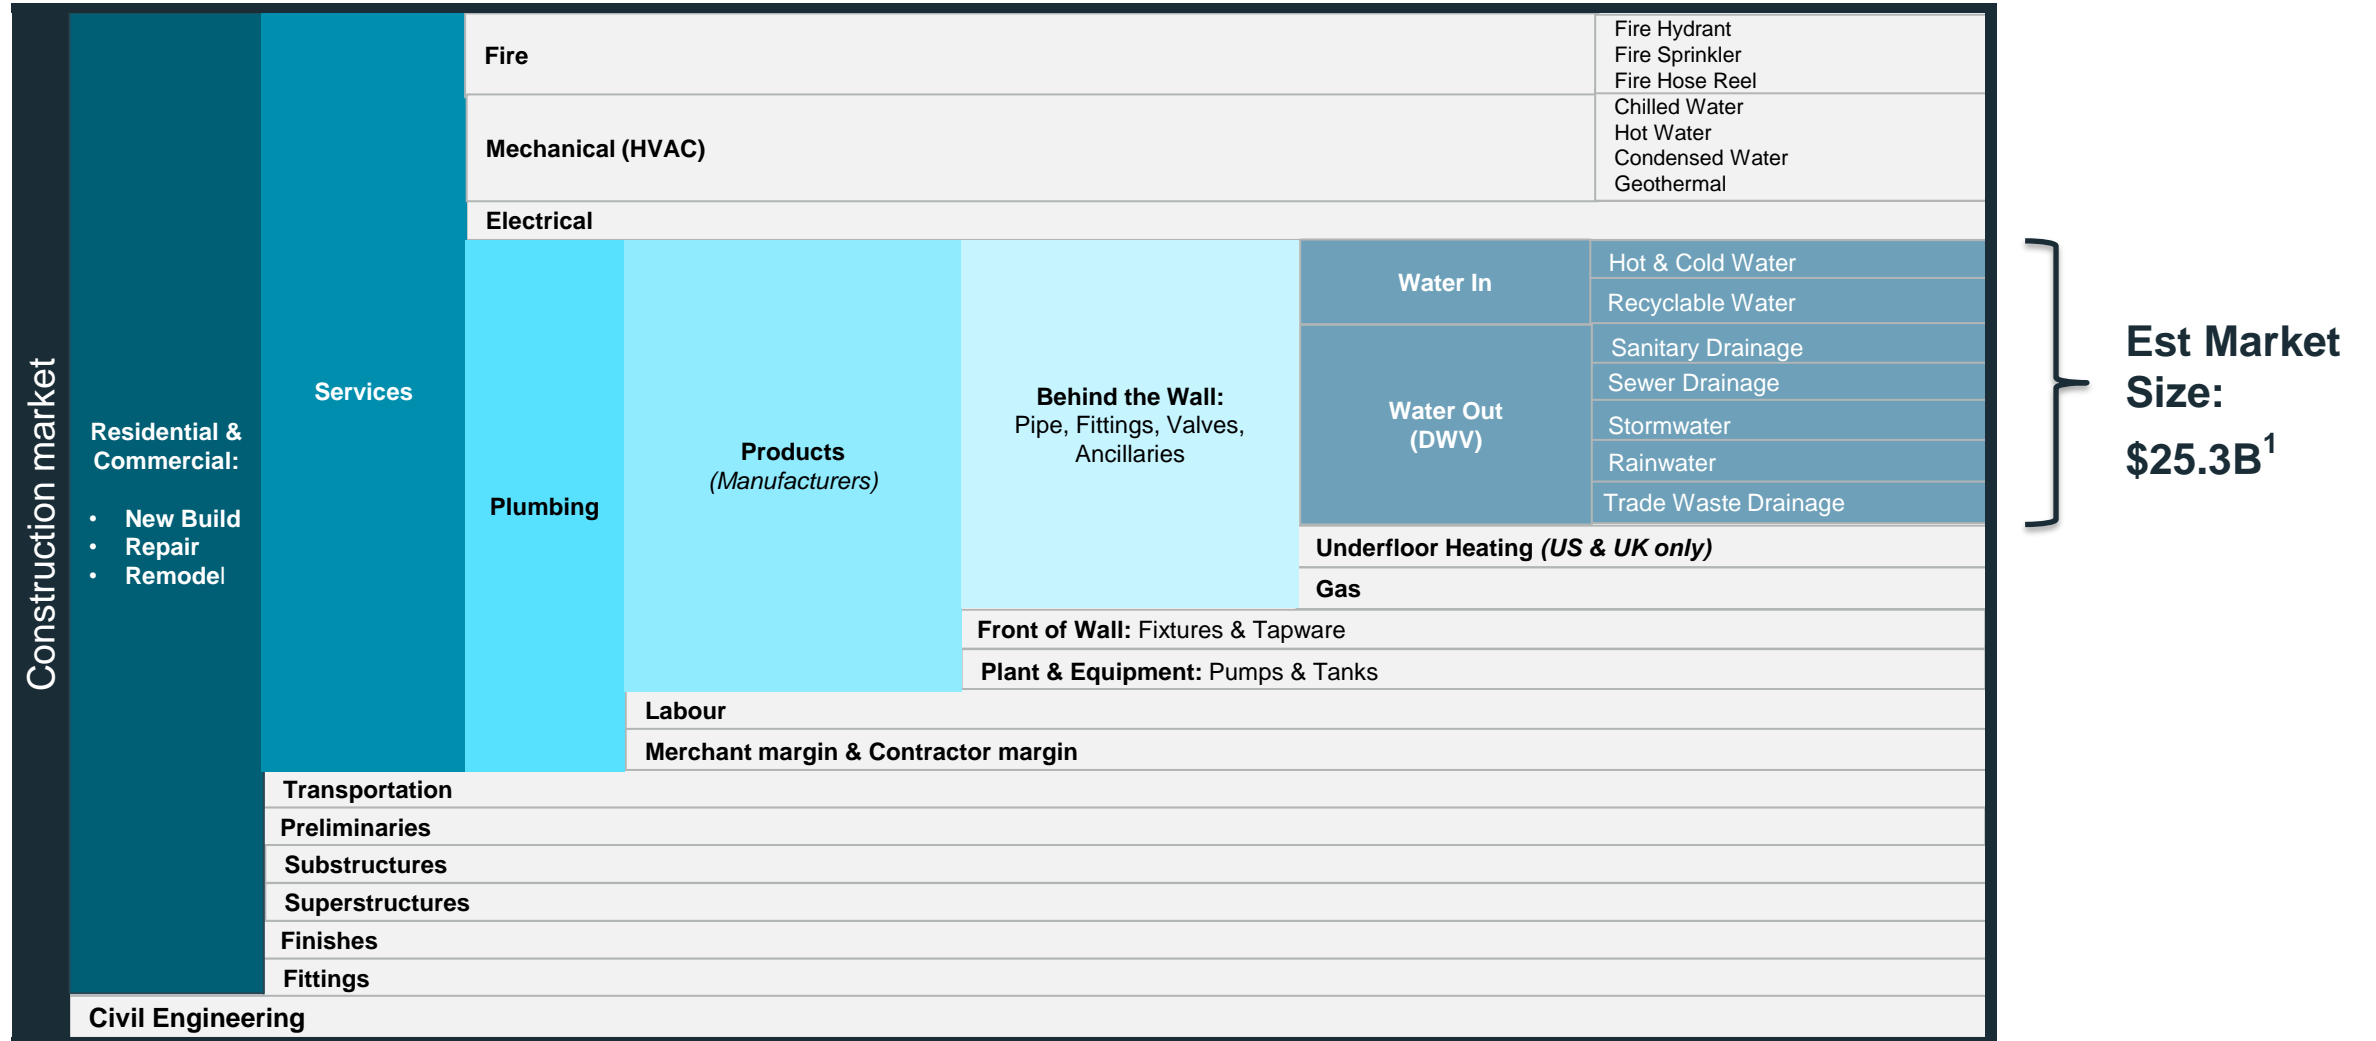 Construction market
Residential &
Commercial:
• New Build
• Repair
• Remodel
Services
Fire
Fire Hydrant
Fire Sprinkler
Fire Hose Reel
Mechanical (HVAC)
Chilled Water
Hot Water
Condensed Water
Geothermal
Electrical
Plumbing
Products
(Manufacturers)
Behind the Wall:
Pipe, Fittings, Valves,
Ancillaries
Water In
Hot & Cold Water
Recyclable Water
Water Out
(DWV)
Sanitary Drainage
Sewer Drainage
Stormwater
Rainwater
Trade Waste Drainage
Underfloor Heating (US & UK only)
Gas
Front of Wall: Fixtures & Tapware
Plant & Equipment: Pumps & Tanks
Labour
Merchant margin & Contractor margin
Transportation
Preliminaries
Substructures
Superstructures
Finishes
Fittings
Civil Engineering
Est Market
Size:
$25.3B¹